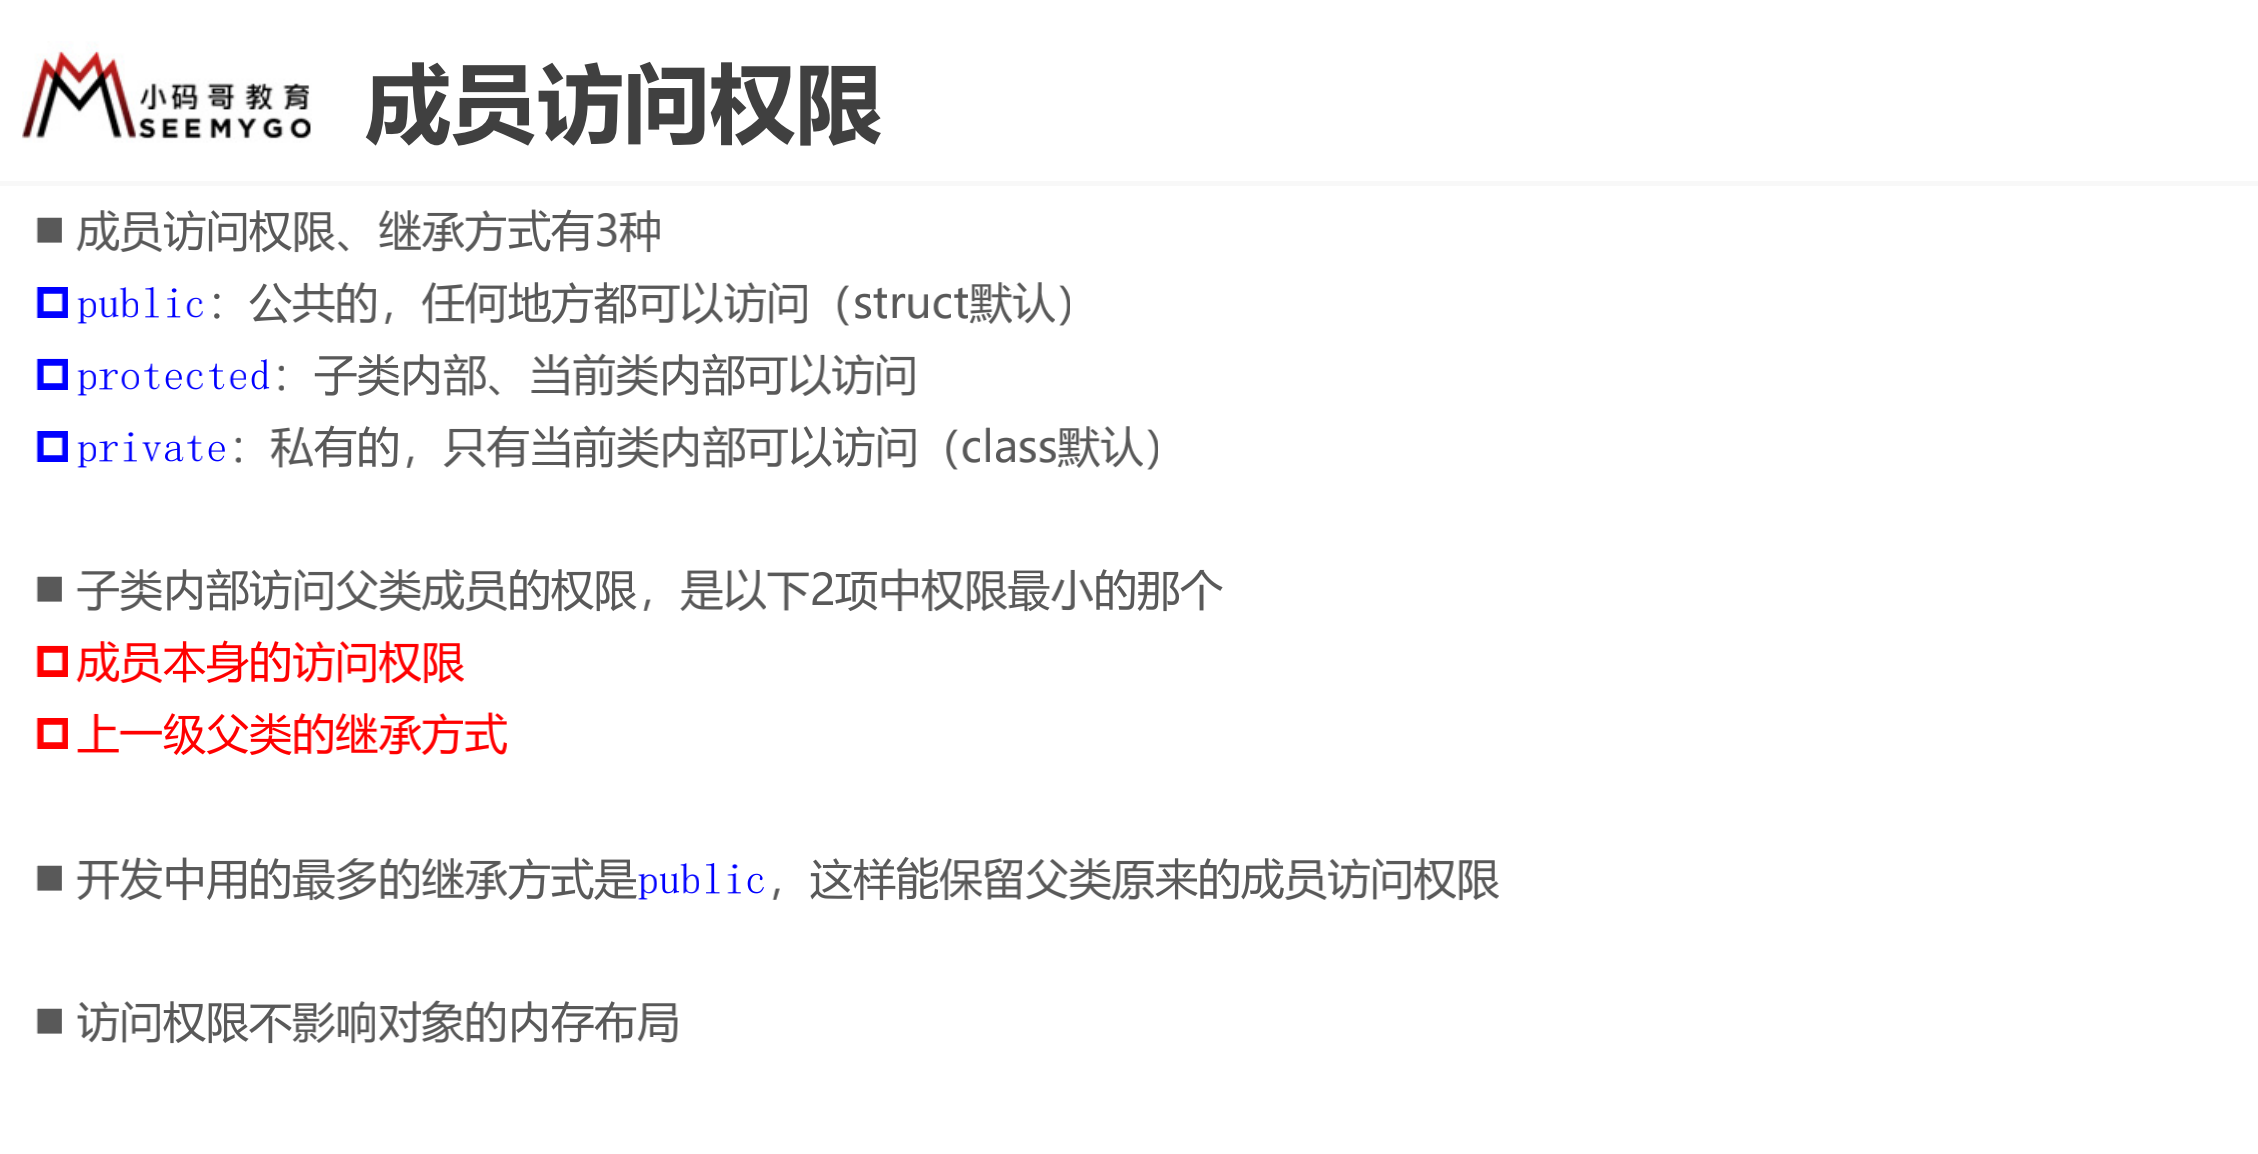 小码哥教育
SEEMYGO
成员访问权限
成员访问权限、继承方式有3种
public：公共的，任何地方都可以访问（struct默认）
protected：子类内部、当前类内部可以访问
private：私有的，只有当前类内部可以访问（class默认）
子类内部访问父类成员的权限，是以下2项中权限最小的那个
成员本身的访问权限
上一级父类的继承方式
开发中用的最多的继承方式是public，这样能保留父类原来的成员访问权限
访问权限不影响对象的内存布局